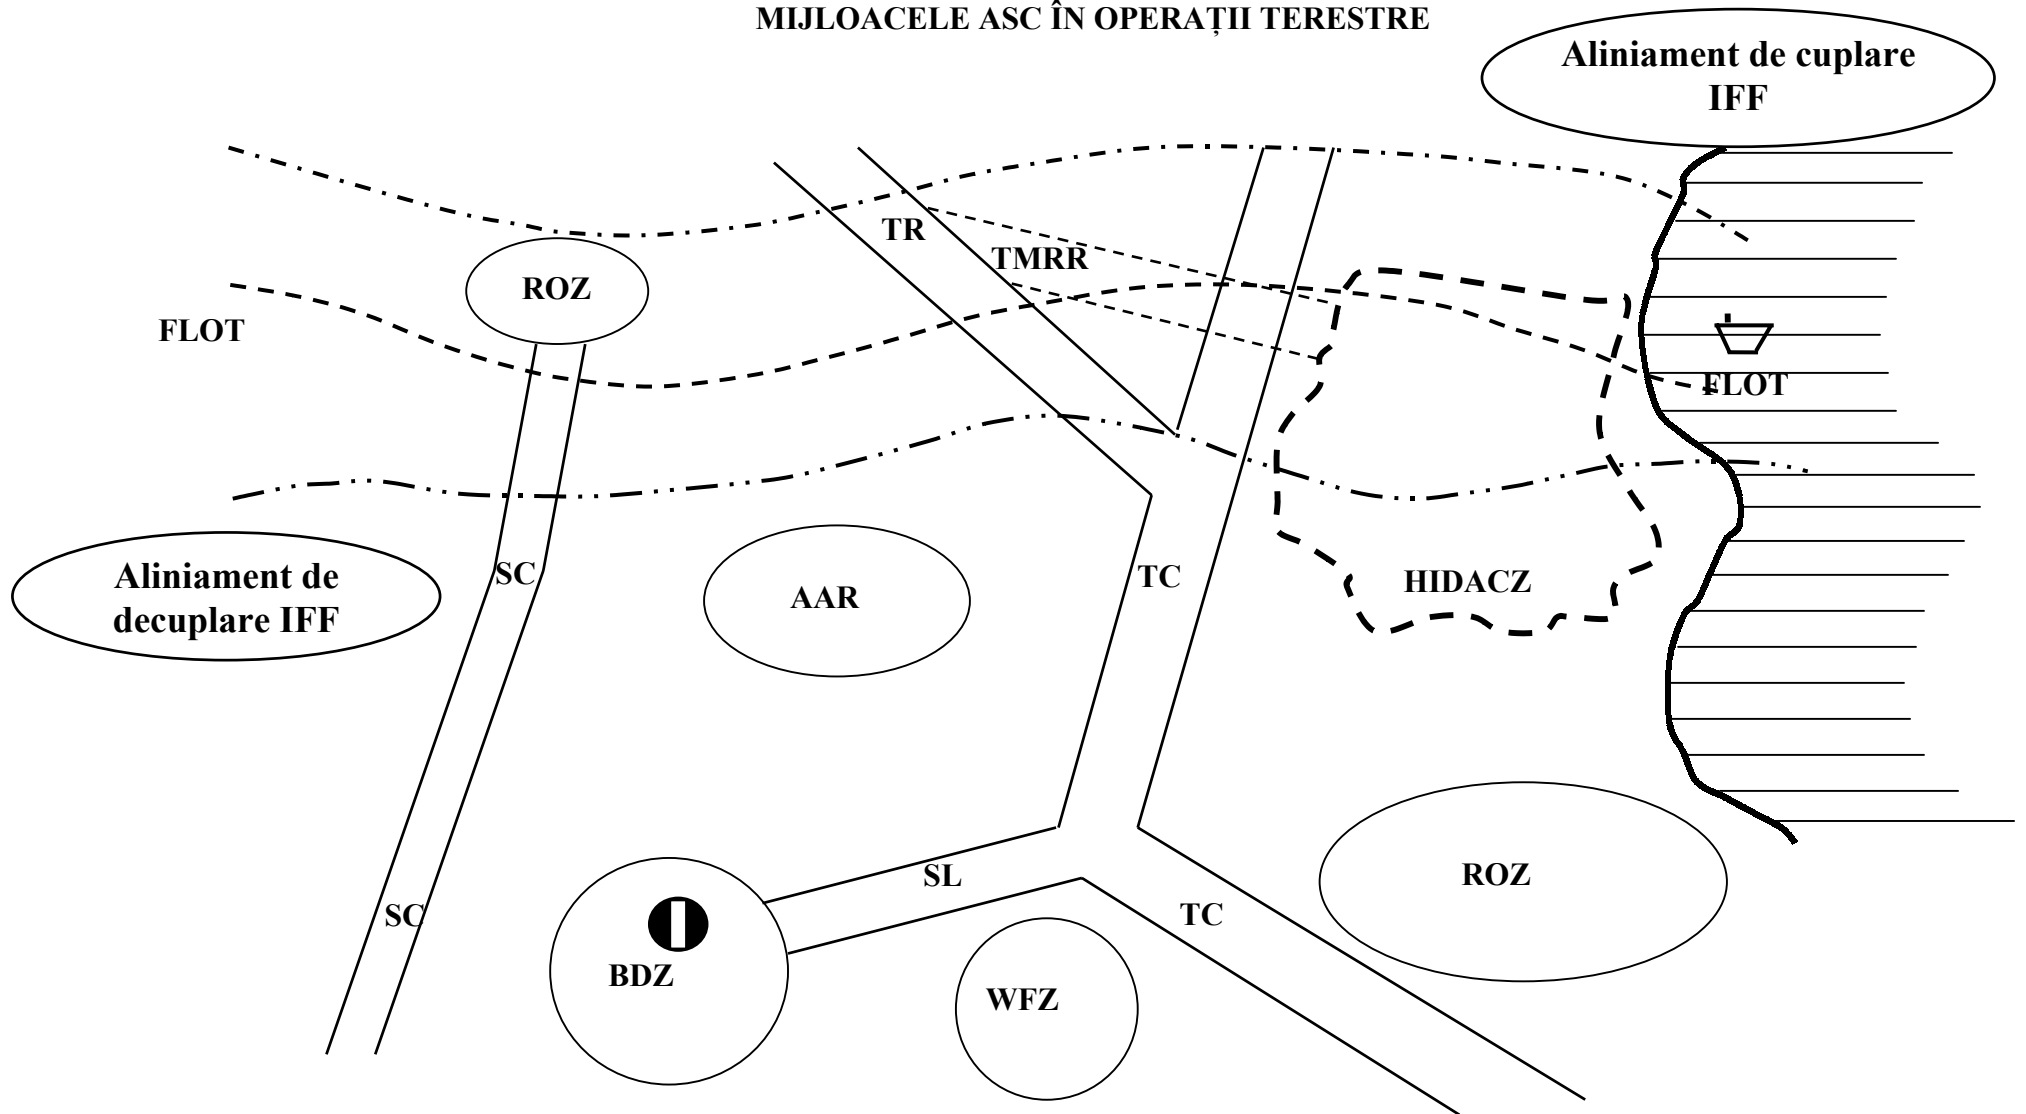 MIJLOACELE ASC ÎN OPERAȚII TERESTRE
Aliniament de cuplare
IFF
TR
TMRR
ROZ
FLOT
FLOT
SC
Aliniament de
decuplare IFF
AAR
TC
HIDACZ
SL
ROZ
SC
TC
BDZ
WFZ